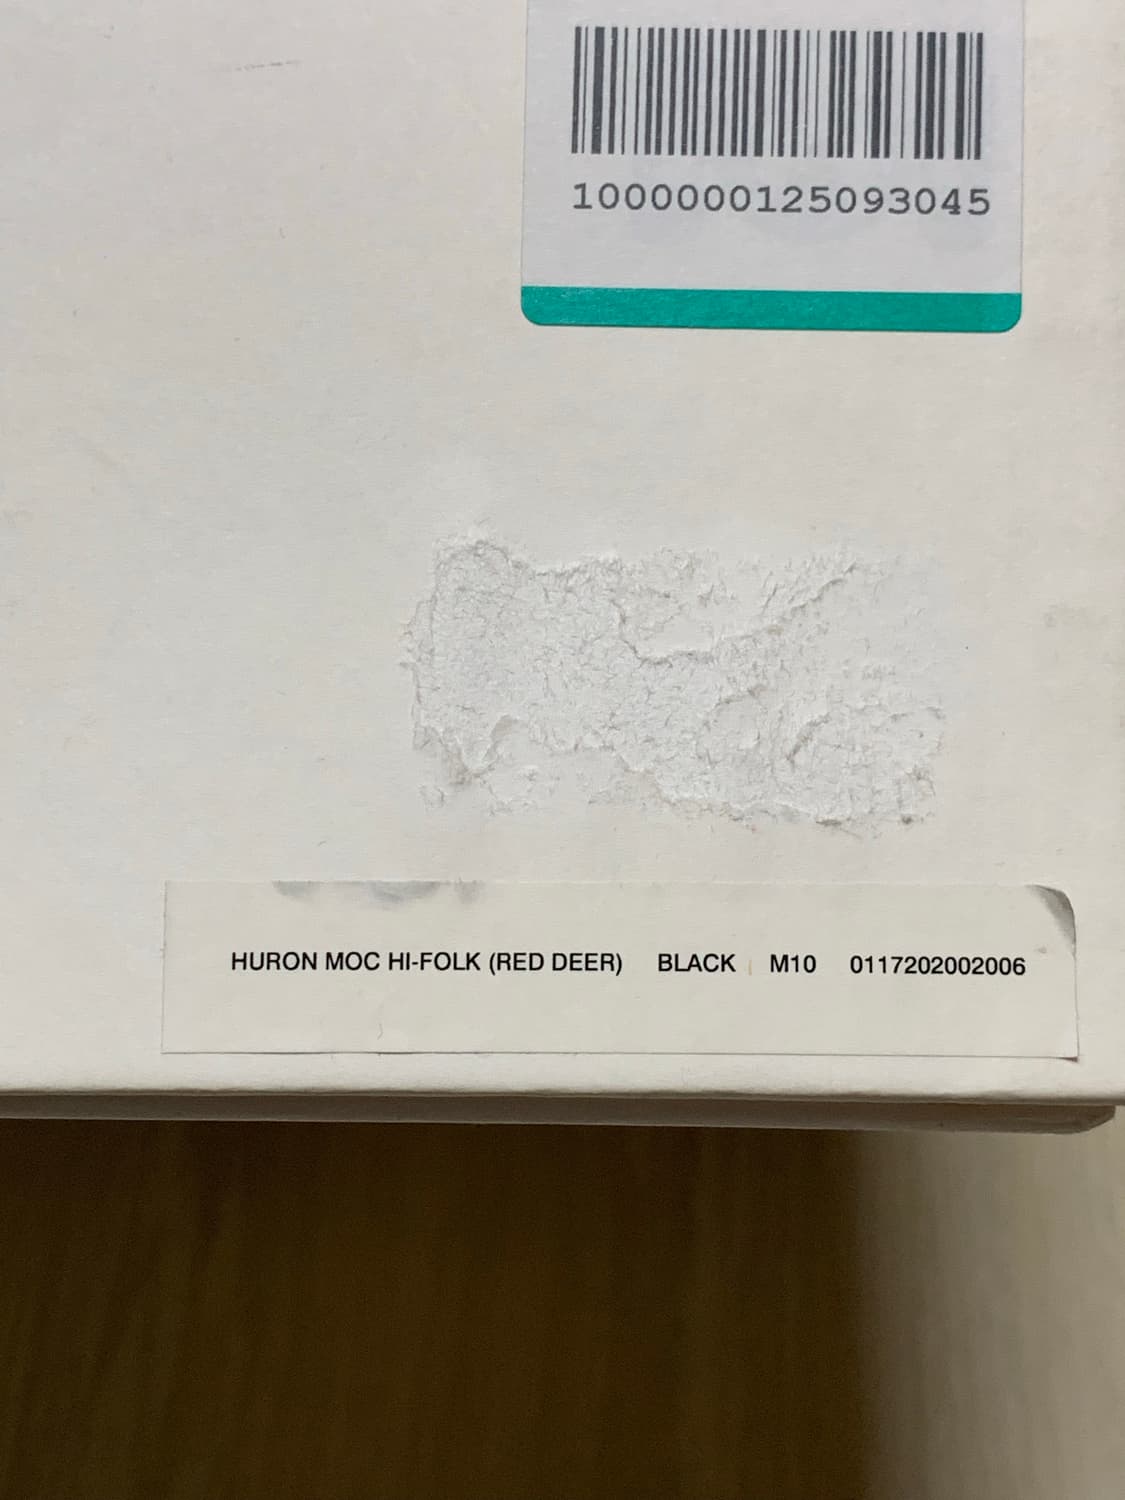 1000000125093045
HURON MOC HI-FOLK (RED DEER) BLACK M10 0117202002006